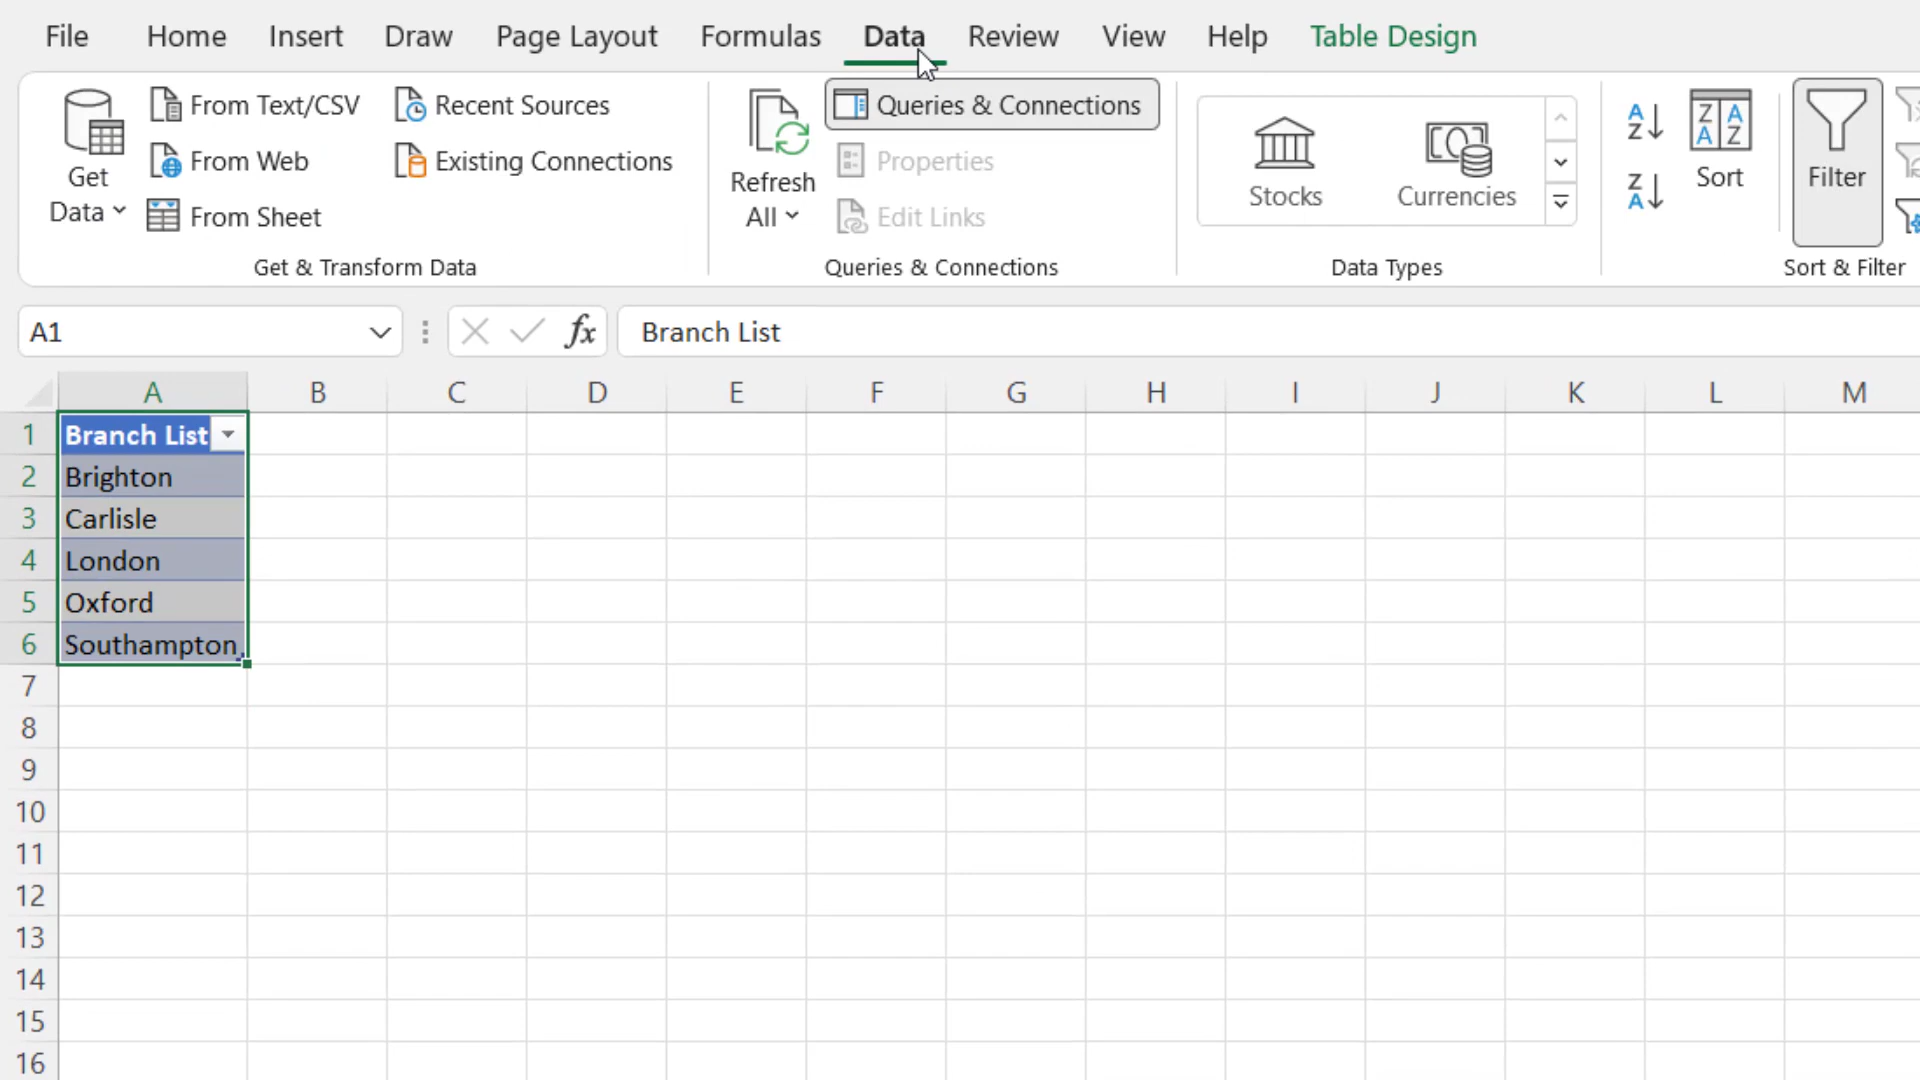 File Home Insert Draw Page Layout Formulas Data Review View Help Table Design
Get Data
From Text/CSV
From Web
From Sheet
Recent Sources
Existing Connections
Get & Transform Data
Refresh All
Queries & Connections
Properties
Edit Links
Queries & Connections
Stocks
Currencies
Data Types
Sort
Filter
Sort & Filter
A1
fx
Branch List
A B C D E F G H I J K L M
1 Branch List
2 Brighton
3 Carlisle
4 London
5 Oxford
6 Southampton
7
8
9
10
11
12
13
14
15
16